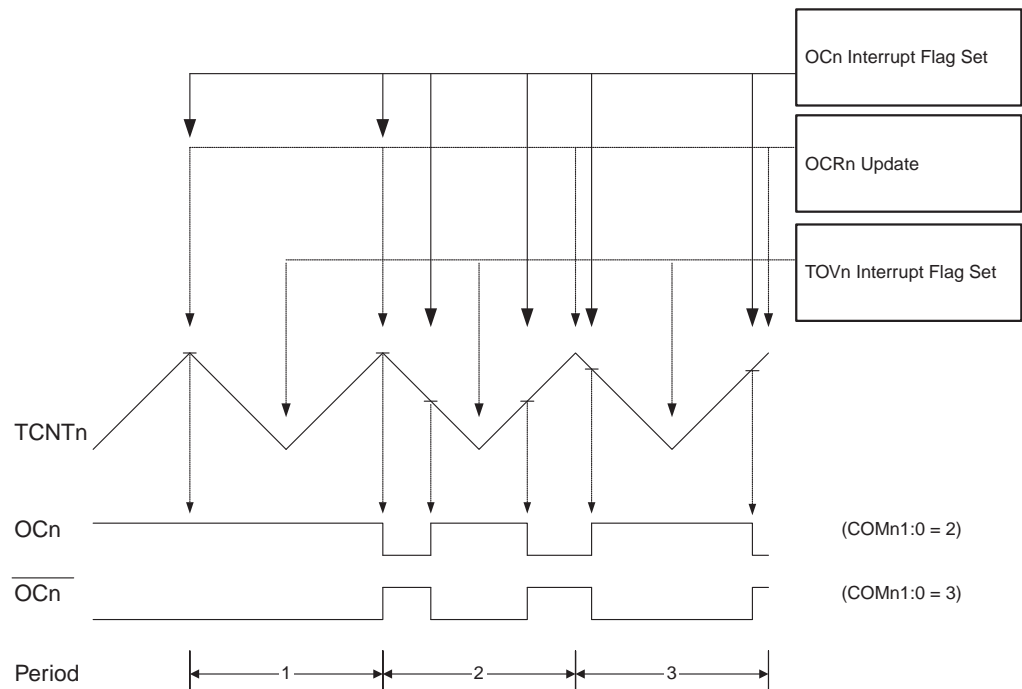 OCn Interrupt Flag Set
OCRn Update
TOVn Interrupt Flag Set
TCNTn
OCn
(COMn1:0 = 2)
OCn
(COMn1:0 = 3)
Period
1
2
3